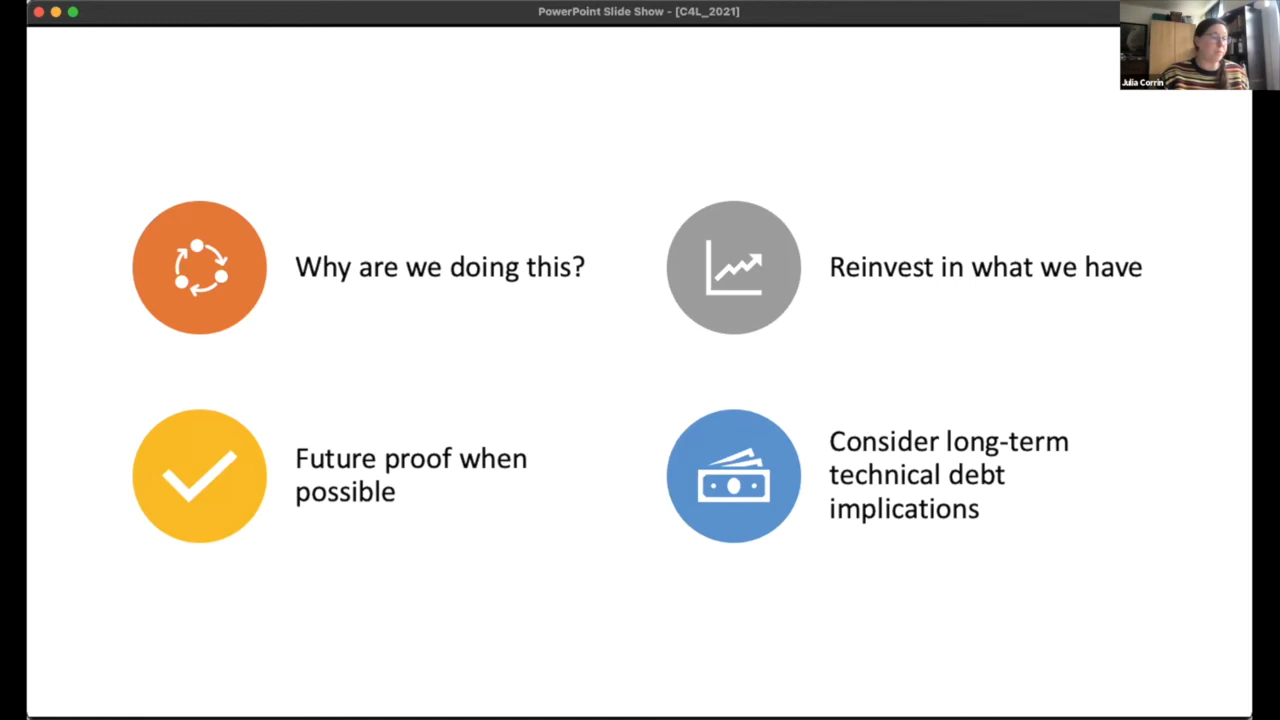 PowerPoint Slide Show - [C4L_2021]
Julia Corrin
Why are we doing this?
Reinvest in what we have
Future proof when
possible
Consider long-term
technical debt
implications